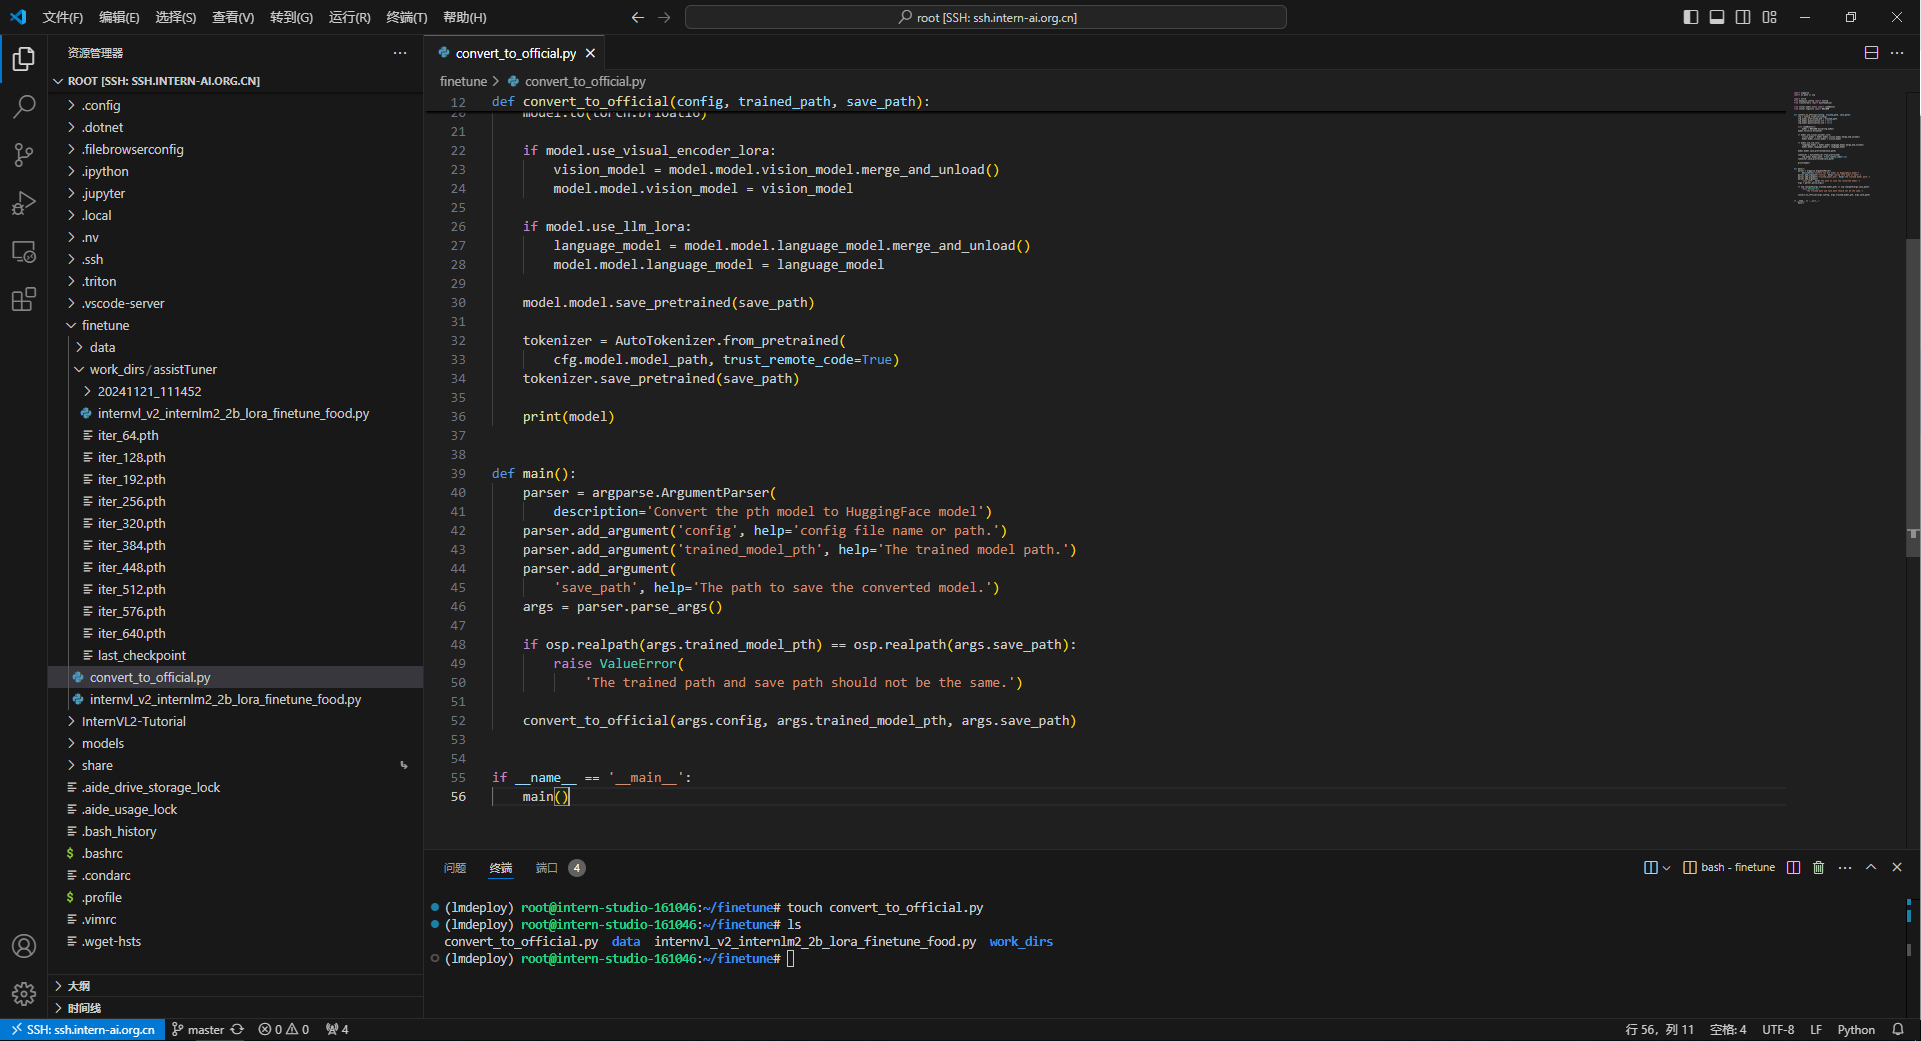 文件(F) 编辑(E) 选择(S) 查看(V) 转到(G) 运行(R) 终端(T) 帮助(H)
root [SSH: ssh.intern-ai.org.cn]
资源管理器
ROOT [SSH: SSH.INTERN-AI.ORG.CN]
.config
.dotnet
.filebrowserconfig
.ipython
.jupyter
.local
.nv
.ssh
.triton
.vscode-server
finetune
data
work_dirs/assistTuner
20241121_111452
internvl_v2_internlm2_2b_lora_finetune_food.py
iter_64.pth
iter_128.pth
iter_192.pth
iter_256.pth
iter_320.pth
iter_384.pth
iter_448.pth
iter_512.pth
iter_576.pth
iter_640.pth
last_checkpoint
convert_to_official.py
internvl_v2_internlm2_2b_lora_finetune_food.py
InternVL2-Tutorial
models
share
.aide_drive_storage_lock
.aide_usage_lock
.bash_history
.bashrc
.condarc
.profile
.vimrc
.wget-hsts
大纲
时间线
convert_to_official.py
finetune > convert_to_official.py
12 def convert_to_official(config, trained_path, save_path):
20 model.to(torch.bfloat16)
21
22 if model.use_visual_encoder_lora:
23 vision_model = model.model.vision_model.merge_and_unload()
24 model.model.vision_model = vision_model
25
26 if model.use_llm_lora:
27 language_model = model.model.language_model.merge_and_unload()
28 model.model.language_model = language_model
29
30 model.model.save_pretrained(save_path)
31
32 tokenizer = AutoTokenizer.from_pretrained(
33 cfg.model.model_path, trust_remote_code=True)
34 tokenizer.save_pretrained(save_path)
35
36 print(model)
37
38
39 def main():
40 parser = argparse.ArgumentParser(
41 description='Convert the pth model to HuggingFace model')
42 parser.add_argument('config', help='config file name or path.')
43 parser.add_argument('trained_model_pth', help='The trained model path.')
44 parser.add_argument(
45 'save_path', help='The path to save the converted model.')
46 args = parser.parse_args()
47
48 if osp.realpath(args.trained_model_pth) == osp.realpath(args.save_path):
49 raise ValueError(
50 'The trained path and save path should not be the same.')
51
52 convert_to_official(args.config, args.trained_model_pth, args.save_path)
53
54
55 if __name__ == '__main__':
56 main()
问题 终端 端口 4
bash - finetune
(lmdeploy) root@intern-studio-161046:~/finetune# touch convert_to_official.py
(lmdeploy) root@intern-studio-161046:~/finetune# ls
convert_to_official.py data internvl_v2_internlm2_2b_lora_finetune_food.py work_dirs
(lmdeploy) root@intern-studio-161046:~/finetune#
SSH: ssh.intern-ai.org.cn master 0 0 4
行 56，列 11 空格: 4 UTF-8 LF Python